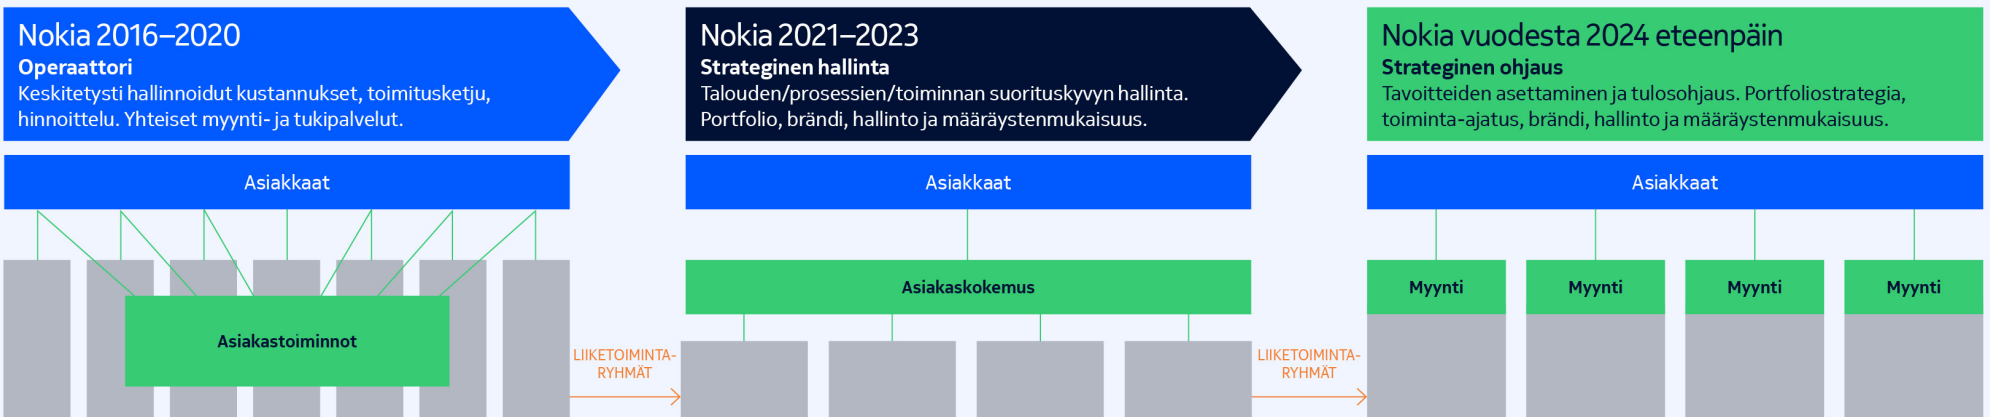 Nokia 2016–2020
Operaattori
Keskitetysti hallinnoidut kustannukset, toimitusketju,
hinnoittelu. Yhteiset myynti- ja tukipalvelut.
Asiakkaat
Asiakastoiminnot
LIIKETOIMINTA-
RYHMÄT
Nokia 2021–2023
Strateginen hallinta
Talouden/prosessien/toiminnan suorituskyvyn hallinta.
Portfolio, brändi, hallinto ja määräystenmukaisuus.
Asiakkaat
Asiakaskokemus
LIIKETOIMINTA-
RYHMÄT
Nokia vuodesta 2024 eteenpäin
Strateginen ohjaus
Tavoitteiden asettaminen ja tulosohjaus. Portfoliostrategia,
toiminta-ajatus, brändi, hallinto ja määräystenmukaisuus.
Asiakkaat
Myynti
Myynti
Myynti
Myynti